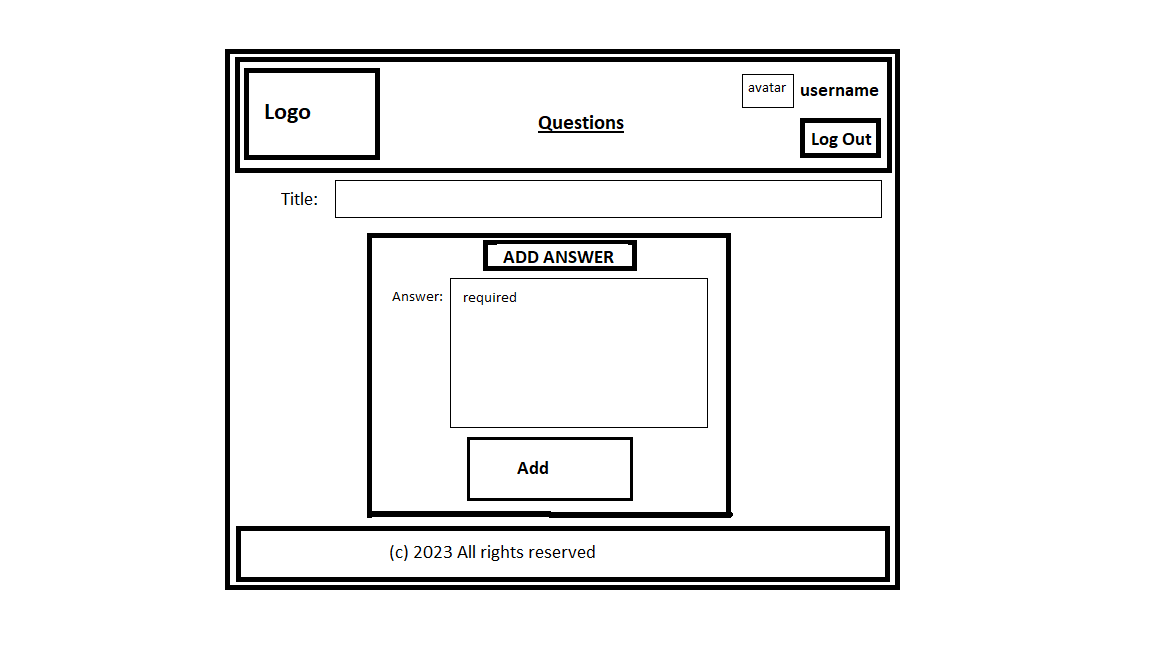 Logo
Questions
avatar
username
Log Out
Title:
ADD ANSWER
Answer:
required
Add
(c) 2023 All rights reserved